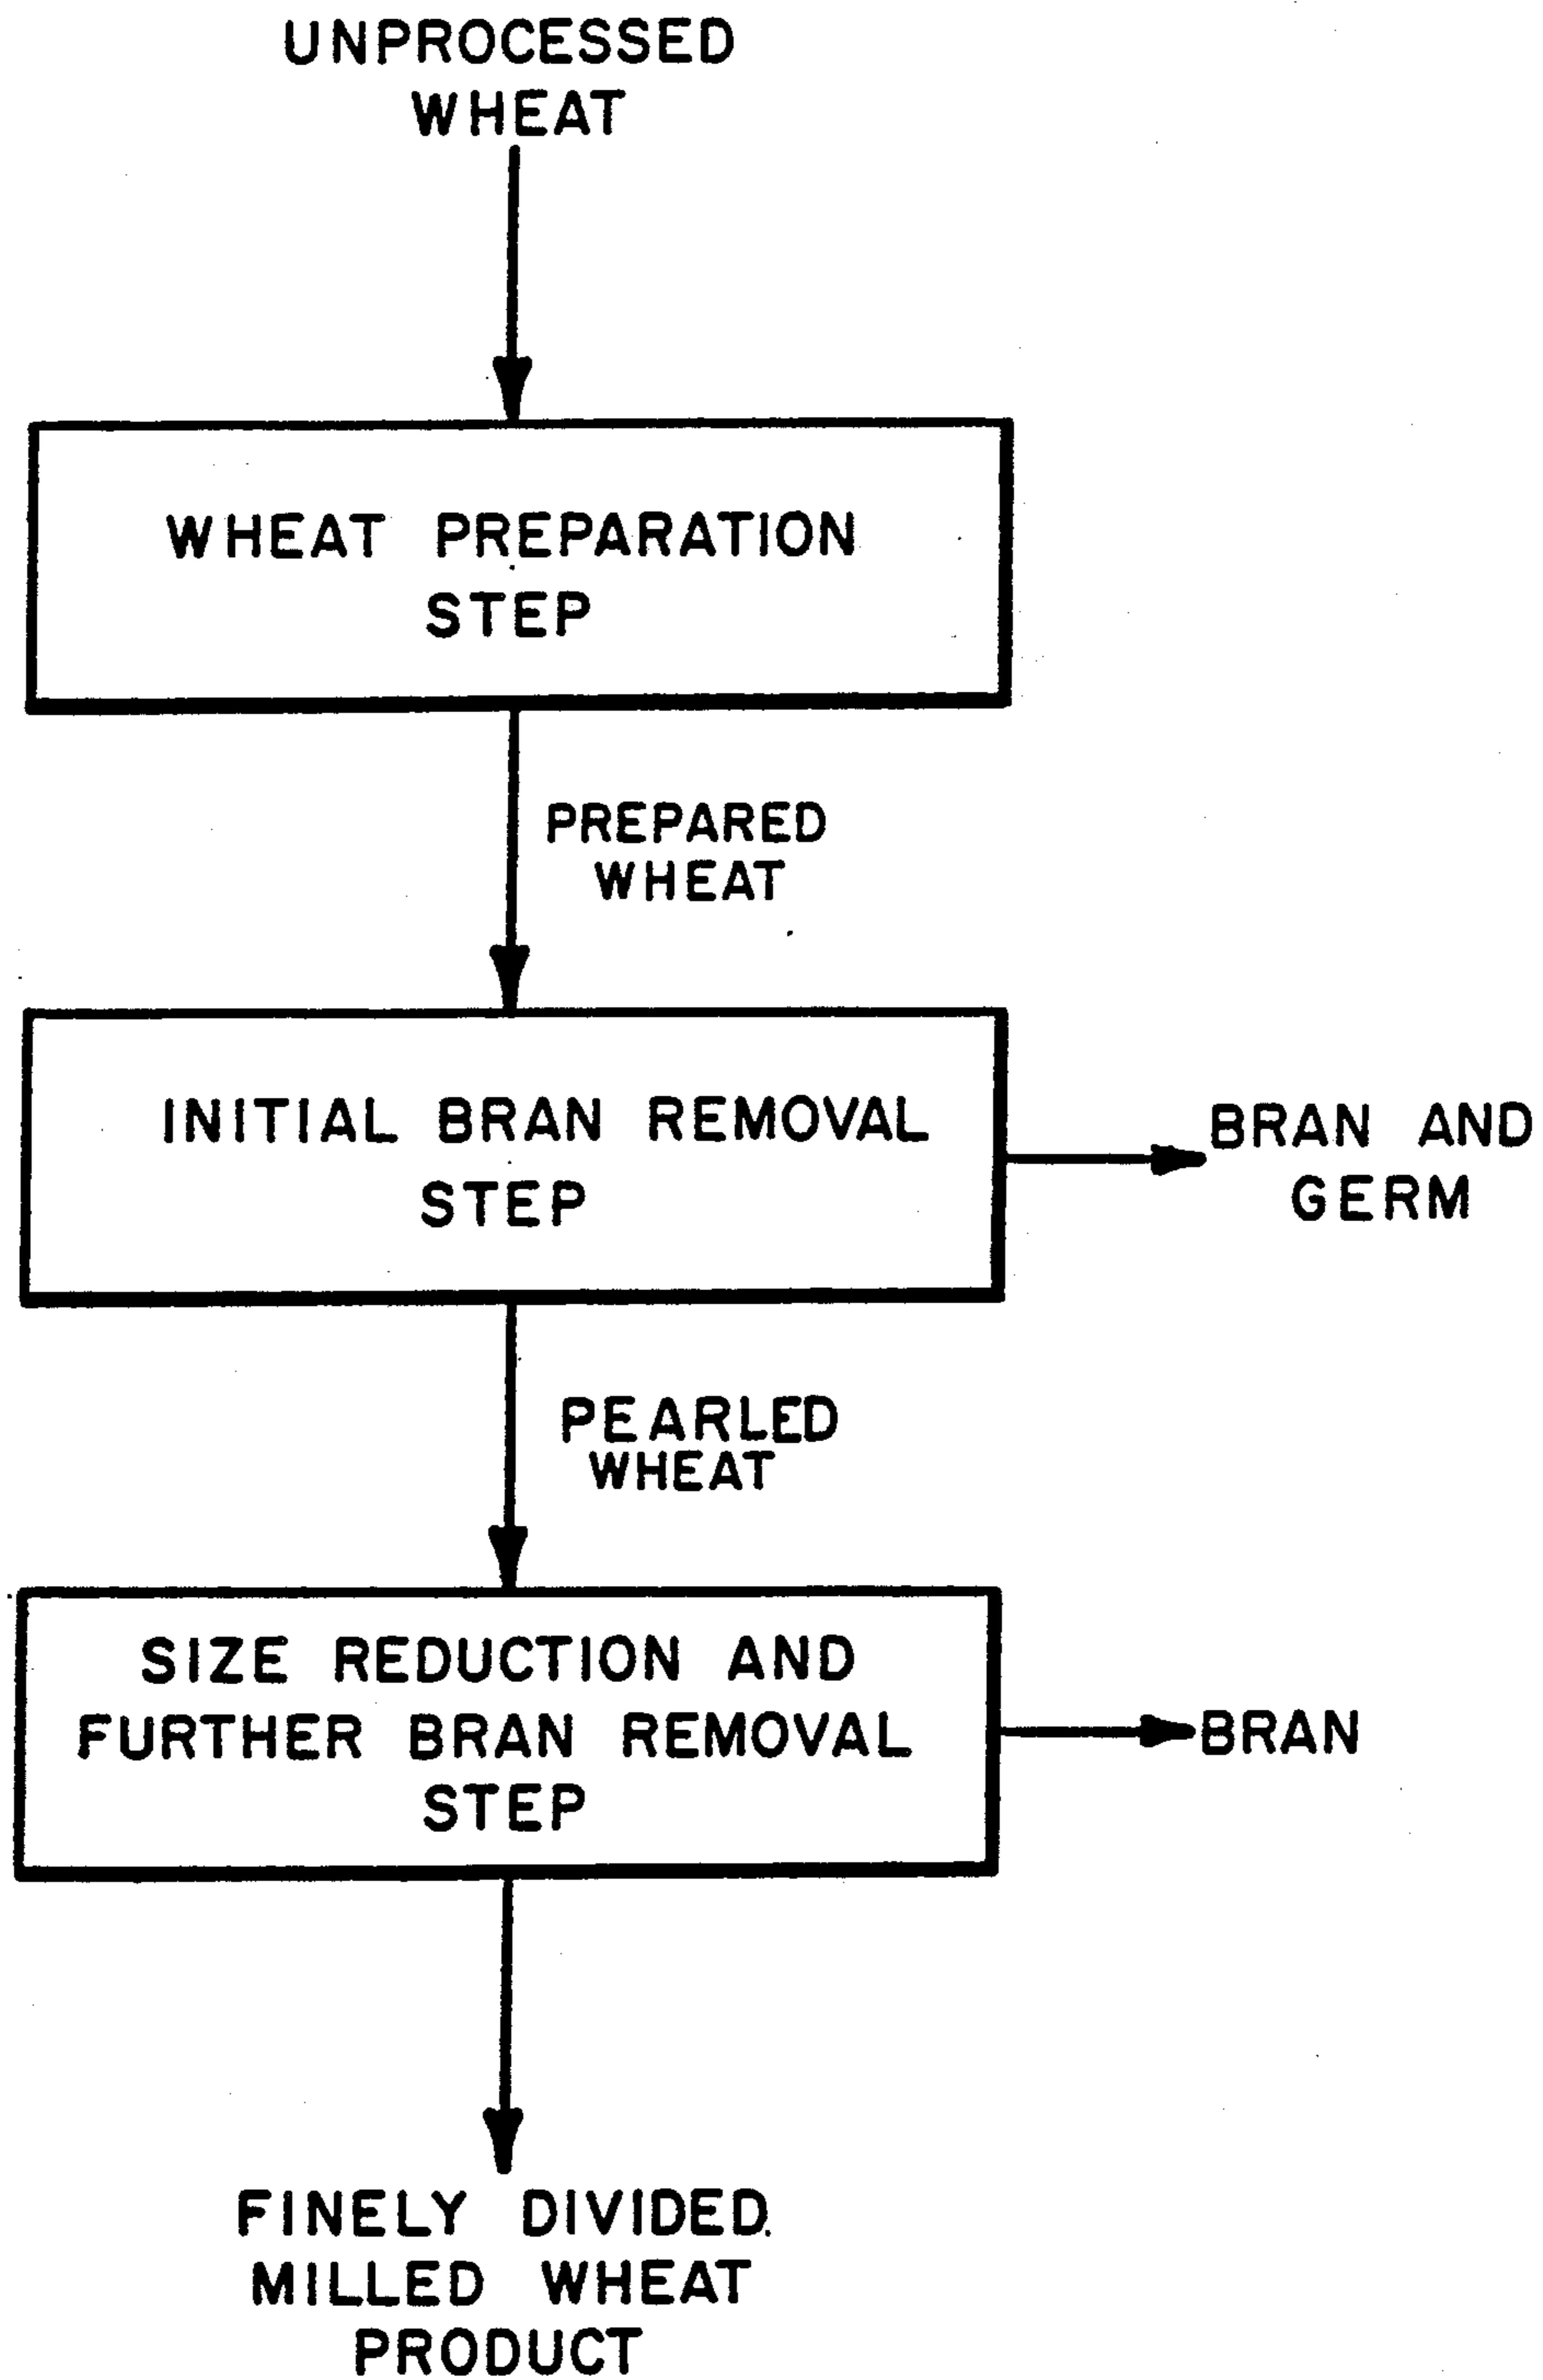 UNPROCESSED
WHEAT
WHEAT PREPARATION
STEP
PREPARED
WHEAT
INITIAL BRAN REMOVAL
STEP
BRAN AND
GERM
PEARLED
WHEAT
SIZE REDUCTION AND
FURTHER BRAN REMOVAL
STEP
BRAN
FINELY DIVIDED
MILLED WHEAT
PRODUCT